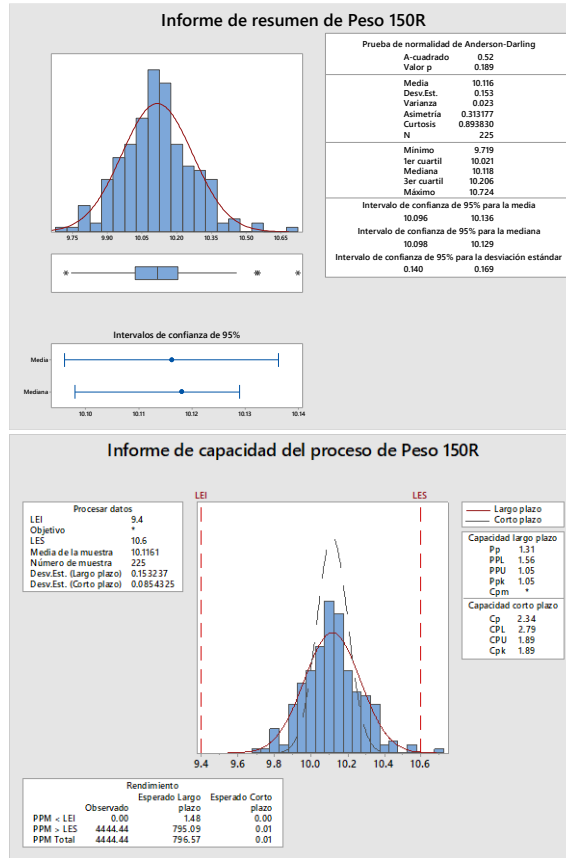 Informe de resumen de Peso 150R
Prueba de normalidad de Anderson-Darling
A-cuadrado 0.52
Valor p 0.189
Media 10.116
Desv.Est. 0.153
Varianza 0.023
Asimetría 0.313177
Curtosis 0.893830
N 225
Mínimo 9.719
1er cuartil 10.021
Mediana 10.118
3er cuartil 10.206
Máximo 10.724
Intervalo de confianza de 95% para la media
10.096 10.136
Intervalo de confianza de 95% para la mediana
10.098 10.129
Intervalo de confianza de 95% para la desviación estándar
0.140 0.169
9.75 9.90 10.05 10.20 10.35 10.50 10.65
Intervalos de confianza de 95%
Media
Mediana
10.10 10.11 10.12 10.13 10.14
Informe de capacidad del proceso de Peso 150R
LEI LES
Procesar datos
LEI 9.4
Objetivo *
LES 10.6
Media de la muestra 10.1161
Número de muestra 225
Desv.Est. (Largo plazo) 0.153237
Desv.Est. (Corto plazo) 0.0854325
Largo plazo
Corto plazo
Capacidad largo plazo
Pp 1.31
PPL 1.56
PPU 1.05
Ppk 1.05
Cpm *
Capacidad corto plazo
Cp 2.34
CPL 2.79
CPU 1.89
Cpk 1.89
9.4 9.6 9.8 10.0 10.2 10.4 10.6
Rendimiento
Esperado Largo Esperado Corto
Observado plazo plazo
PPM < LEI 0.00 1.48 0.00
PPM > LES 4444.44 795.09 0.01
PPM Total 4444.44 796.57 0.01